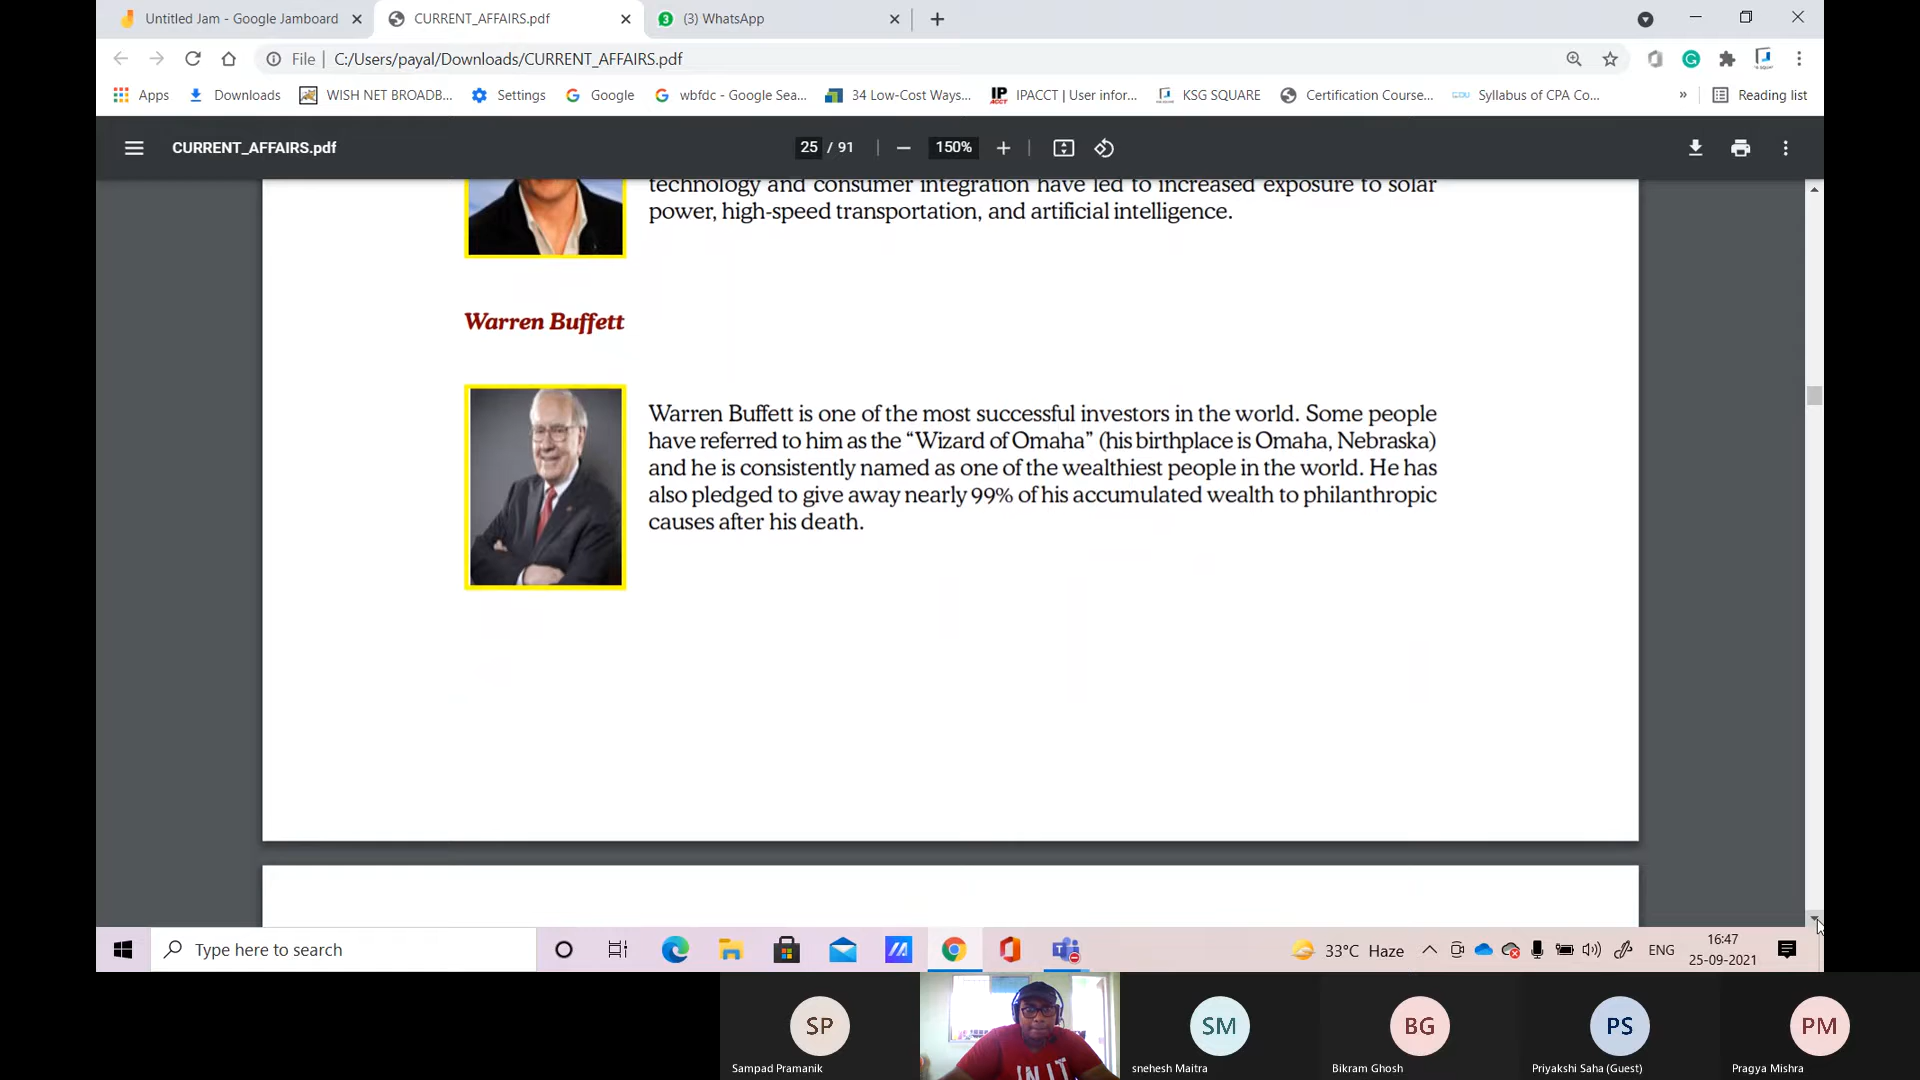 Untitled Jam - Google Jamboard
CURRENT_AFFAIRS.pdf
3 (3) WhatsApp
File | C:/Users/payal/Downloads/CURRENT_AFFAIRS.pdf
Apps Downloads WISH NET BROADB... Settings Google wbfdc - Google Sea... 34 Low-Cost Ways... IP ACCT IPACCT | User infor... KSG SQUARE Certification Course... Syllabus of CPA Co... » Reading list
CURRENT_AFFAIRS.pdf 25 / 91 150%
technology and consumer integration have led to increased exposure to solar
power, high-speed transportation, and artificial intelligence.
Warren Buffett
Warren Buffett is one of the most successful investors in the world. Some people
have referred to him as the “Wizard of Omaha” (his birthplace is Omaha, Nebraska)
and he is consistently named as one of the wealthiest people in the world. He has
also pledged to give away nearly 99% of his accumulated wealth to philanthropic
causes after his death.
Type here to search
33°C Haze
ENG
16:47
25-09-2021
SP
SM
BG
PS
PM
INIT
Sampad Pramanik
snehesh Maitra
Bikram Ghosh
Priyakshi Saha (Guest)
Pragya Mishra